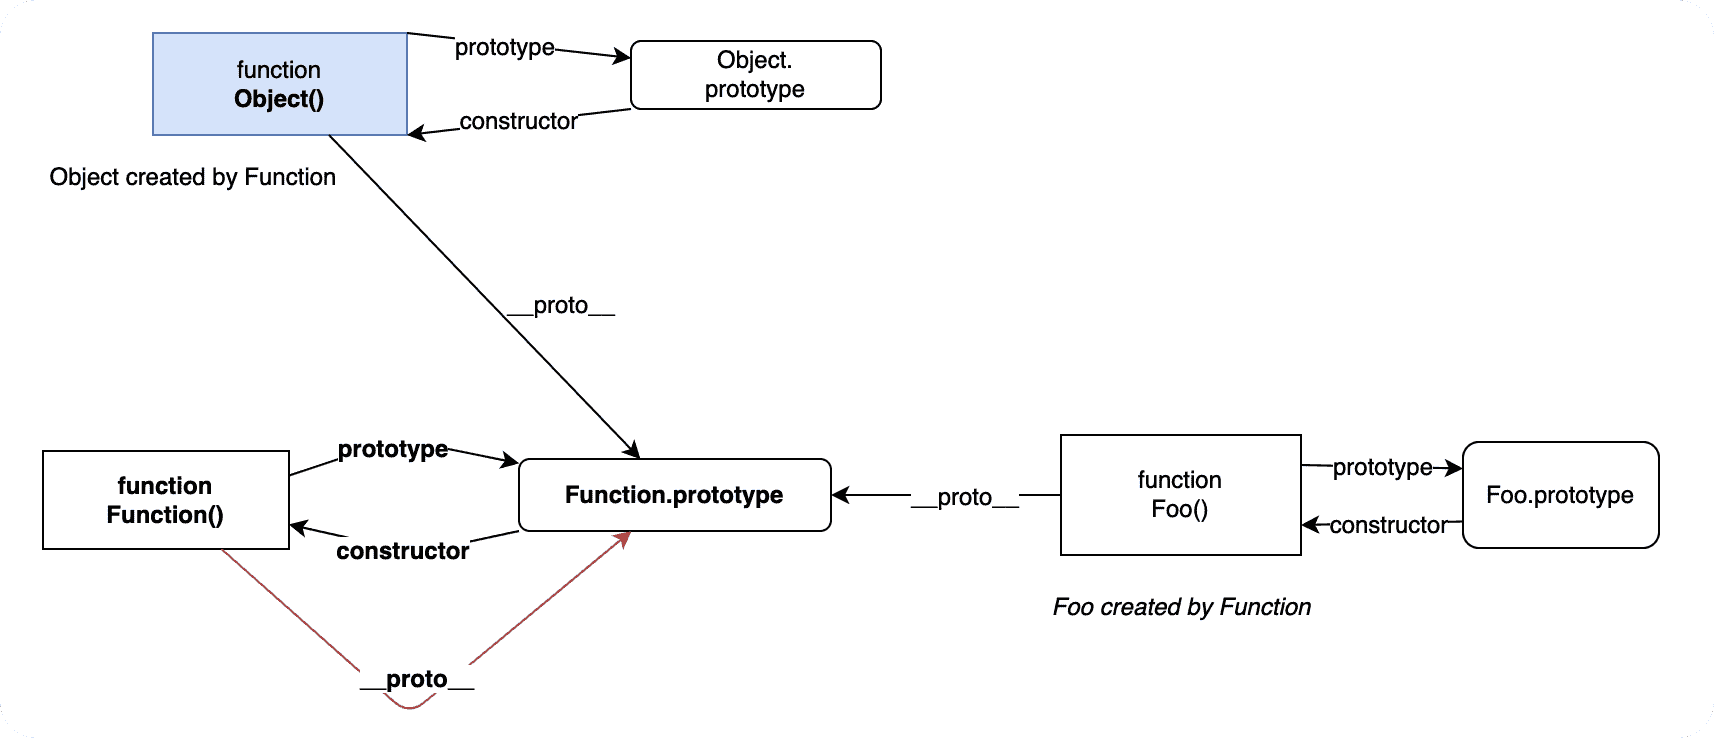 function
Object()
prototype
Object.
prototype
constructor
Object created by Function
__proto__
function
Function()
prototype
constructor
Function.prototype
__proto__
__proto__
function
Foo()
prototype
constructor
Foo.prototype
Foo created by Function